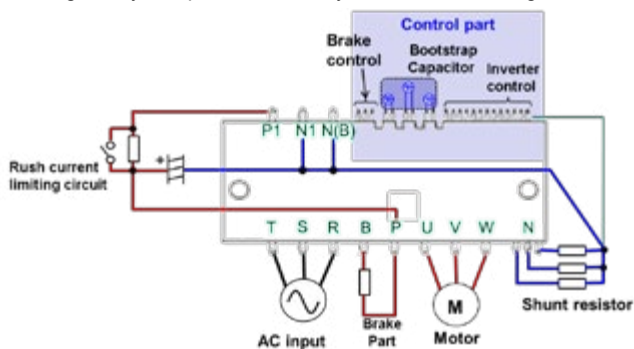 Control part
Brake
control
Bootstrap
Capacitor
Inverter
control
P1 N1 N(B)
Rush current
limiting circuit
+
T S R B P U V W N
M
Shunt resistor
AC input
Brake
Part
Motor